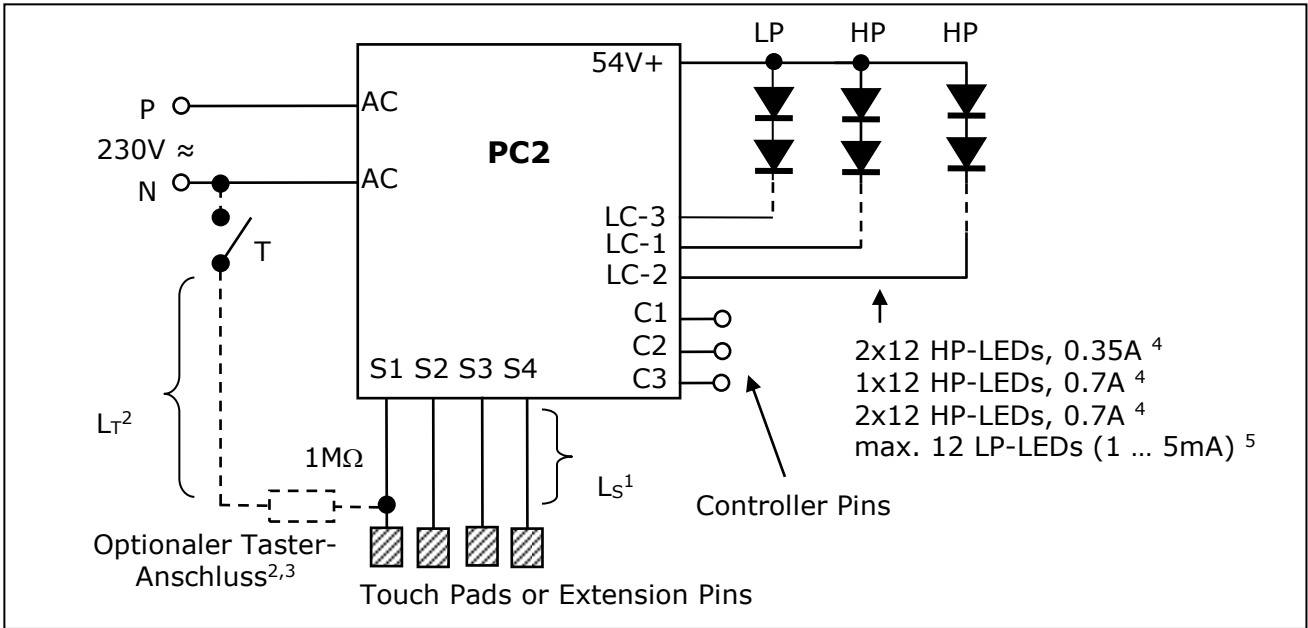 LP HP HP
54V+
P AC
230V ≈
PC2
N AC
LC-3
T LC-1
LC-2
C1
C2
C3
S1 S2 S3 S4
2x12 HP-LEDs, 0.35A ⁴
1x12 HP-LEDs, 0.7A ⁴
2x12 HP-LEDs, 0.7A ⁴
max. 12 LP-LEDs (1 … 5mA) ⁵
LT²
1MΩ
LS¹
Controller Pins
Optionaler Taster-
Anschluss²,³
Touch Pads or Extension Pins